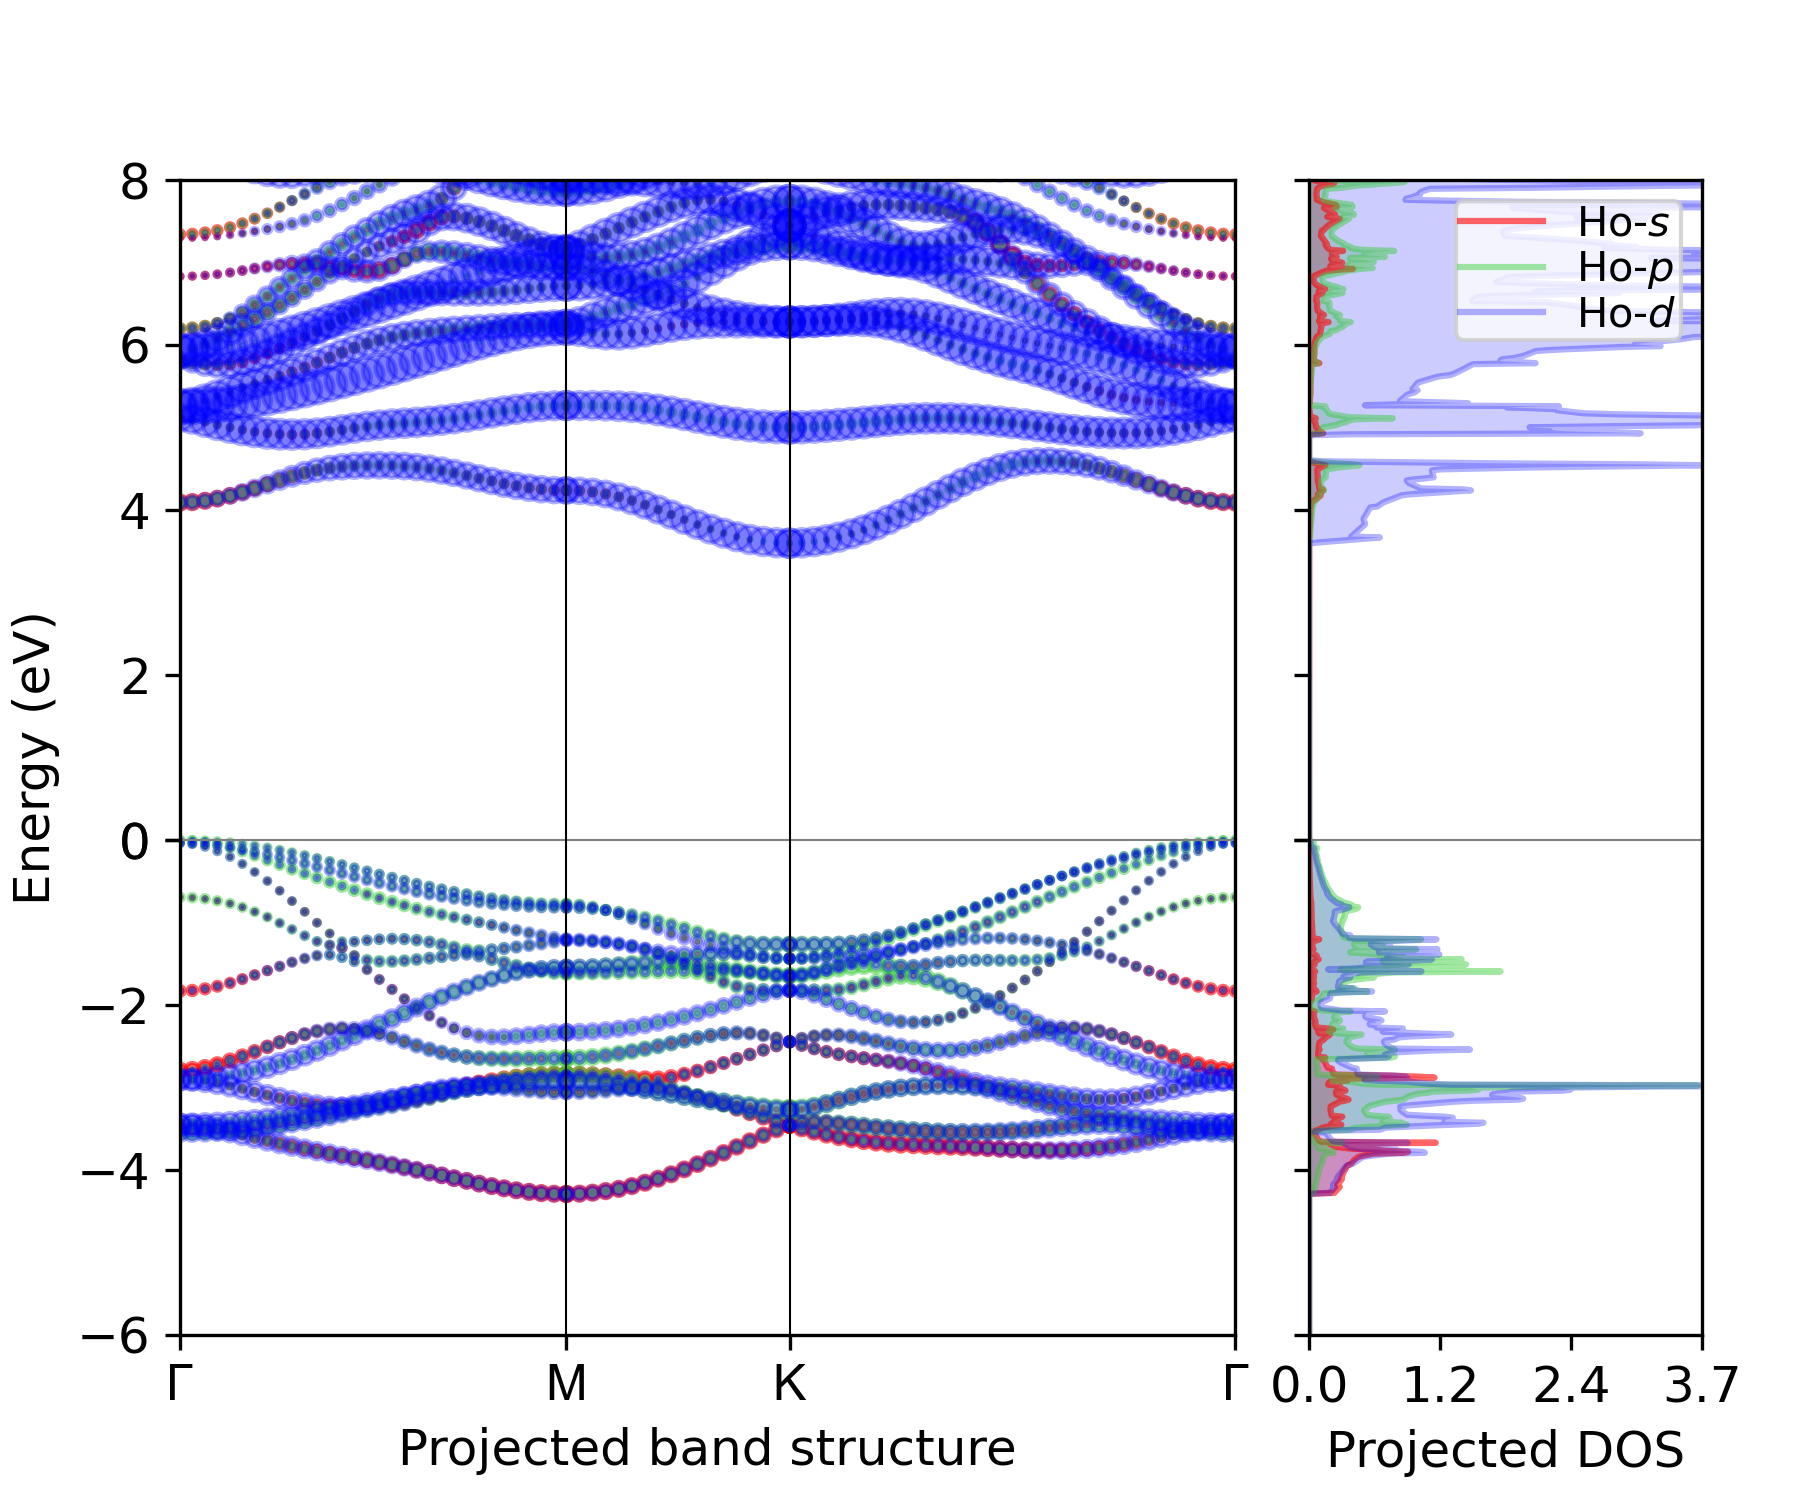 8
6
4
2
0
−2
−4
−6
Energy (eV)
Γ
M
K
Γ
Projected band structure
Ho-s
Ho-p
Ho-d
0.0
1.2
2.4
3.7
Projected DOS